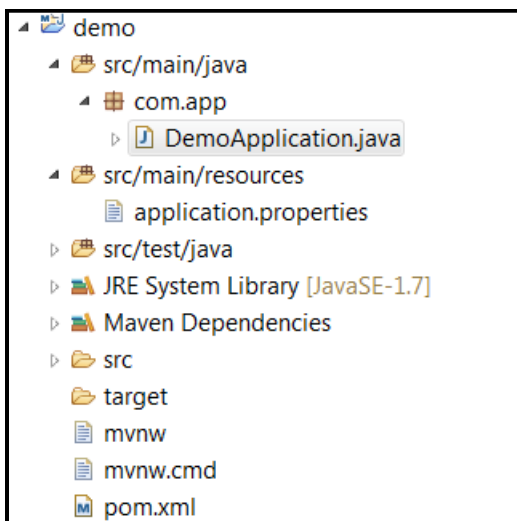 demo
src/main/java
com.app
DemoApplication.java
src/main/resources
application.properties
src/test/java
JRE System Library [JavaSE-1.7]
Maven Dependencies
src
target
mvnw
mvnw.cmd
pom.xml